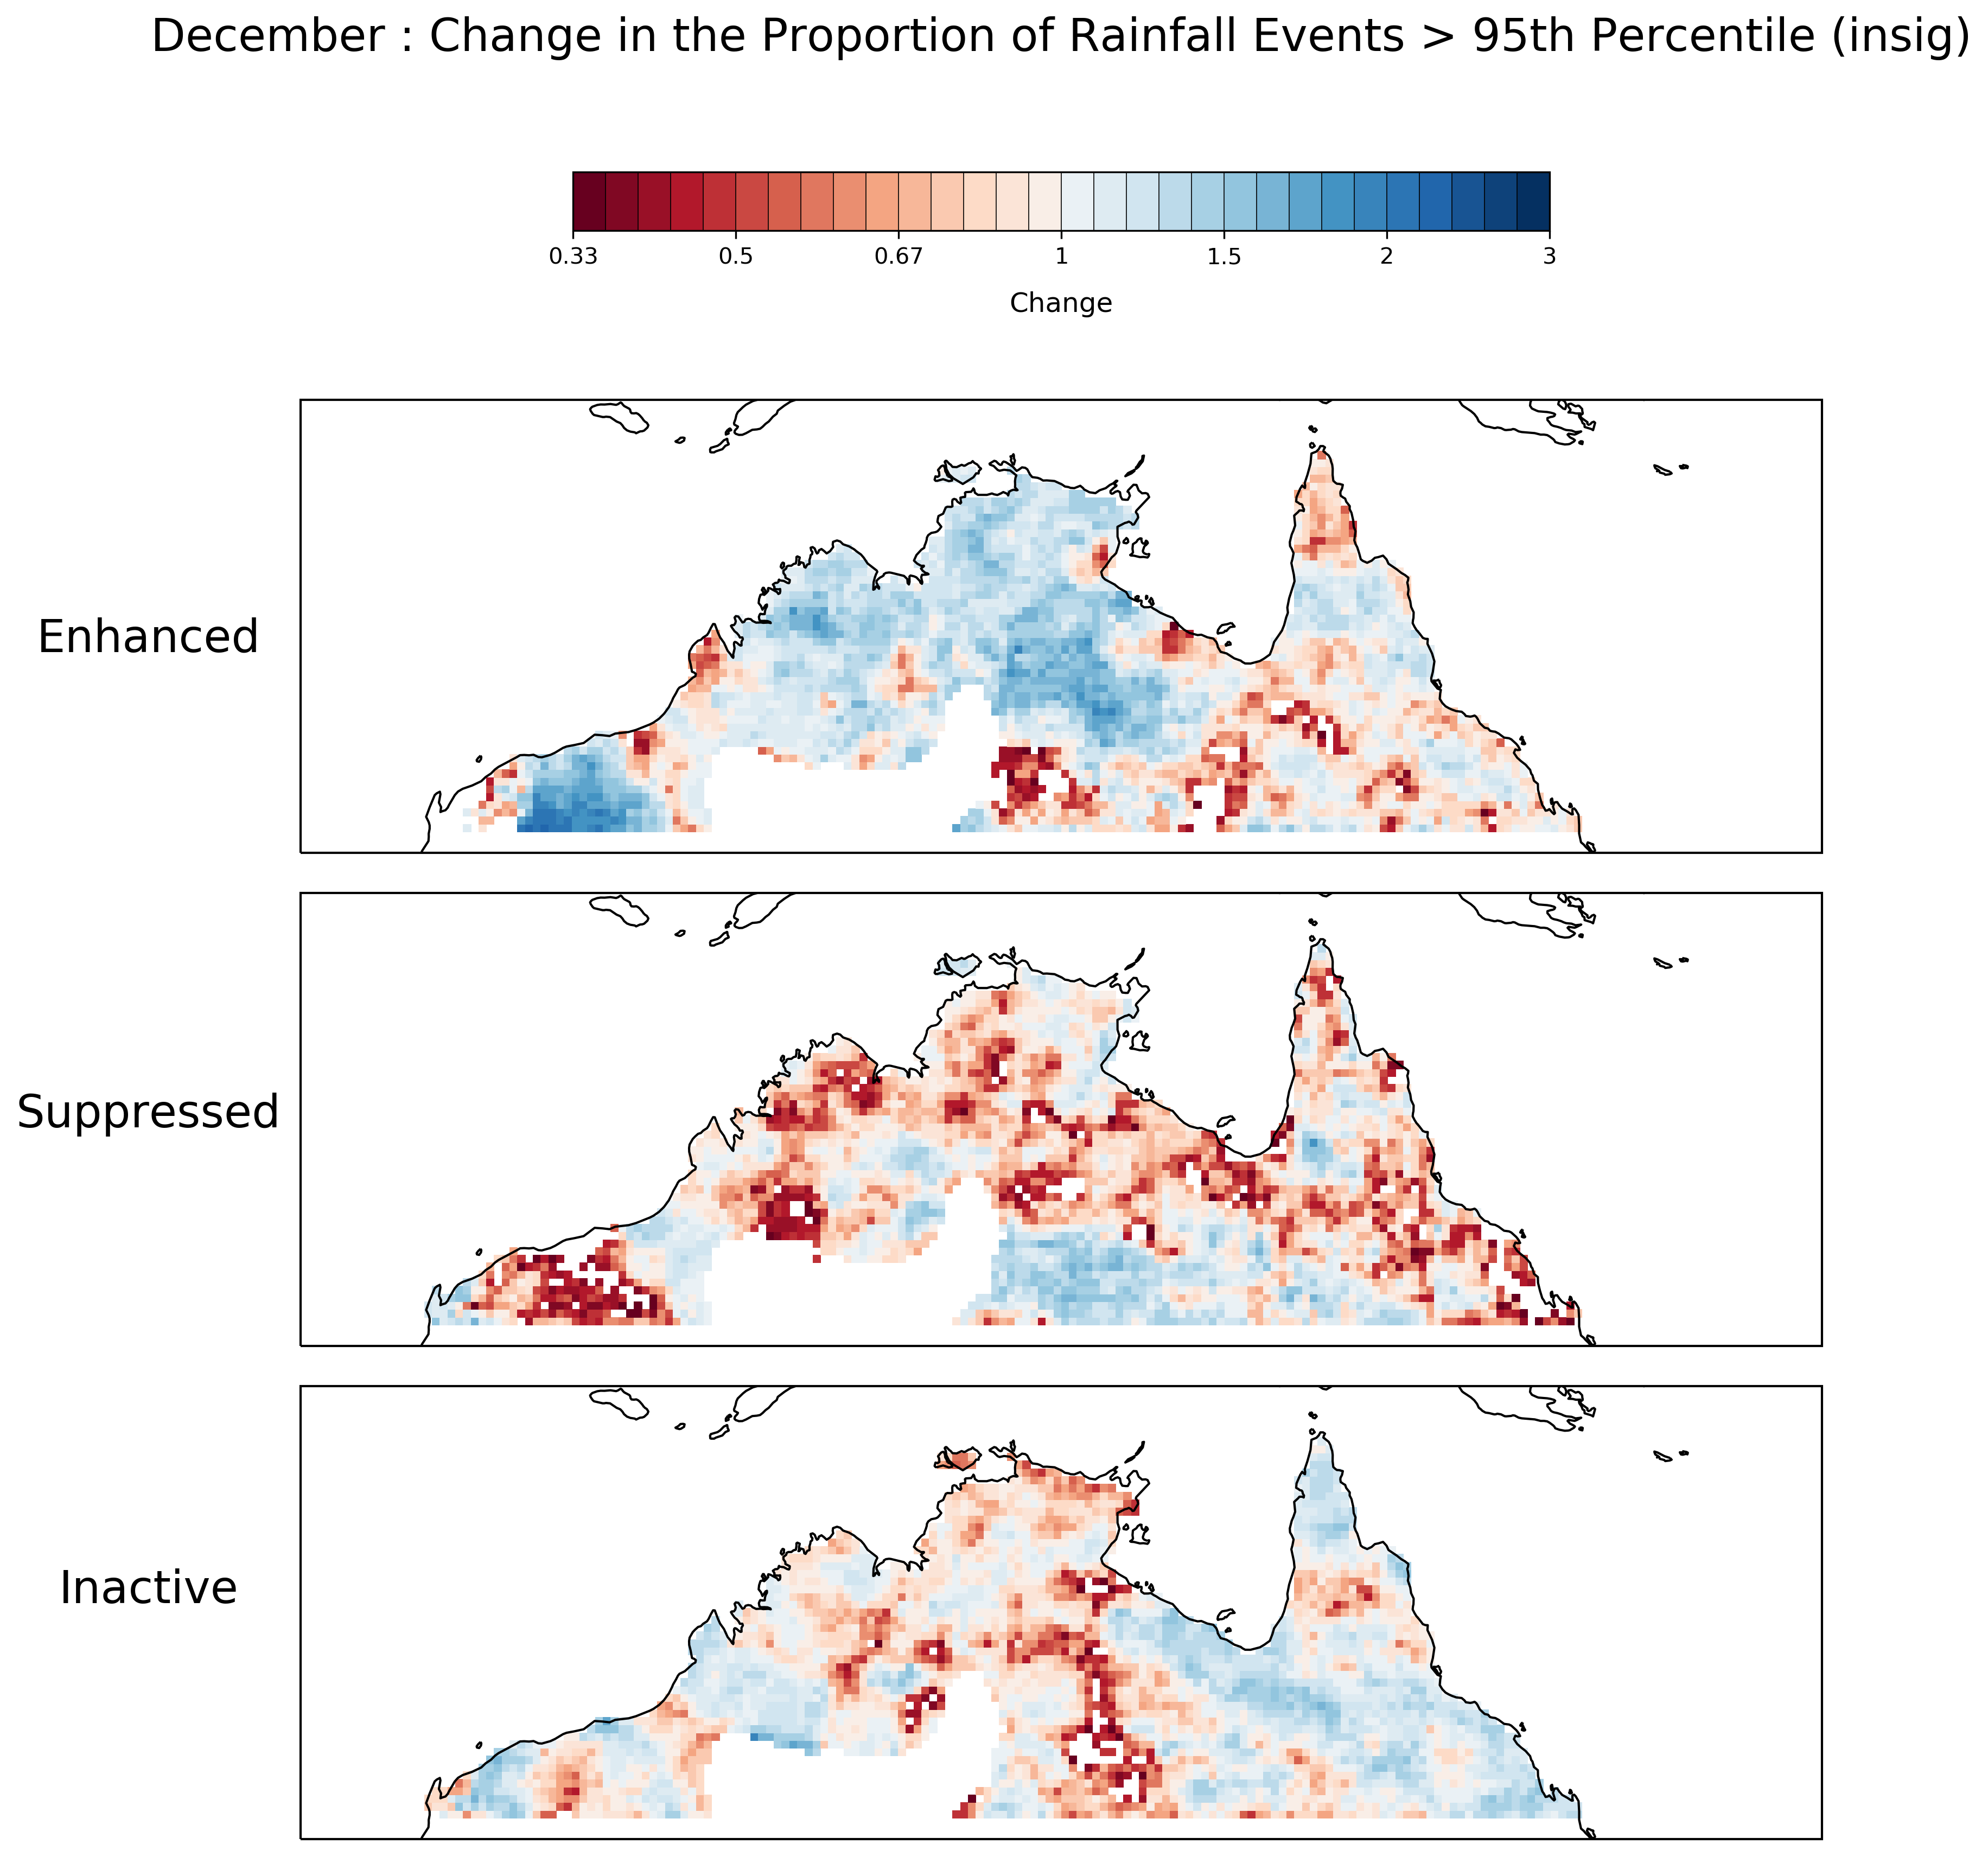 December : Change in the Proportion of Rainfall Events > 95th Percentile (insig)
0.33 0.5 0.67 1 1.5 2 3
Change
Enhanced
Suppressed
Inactive